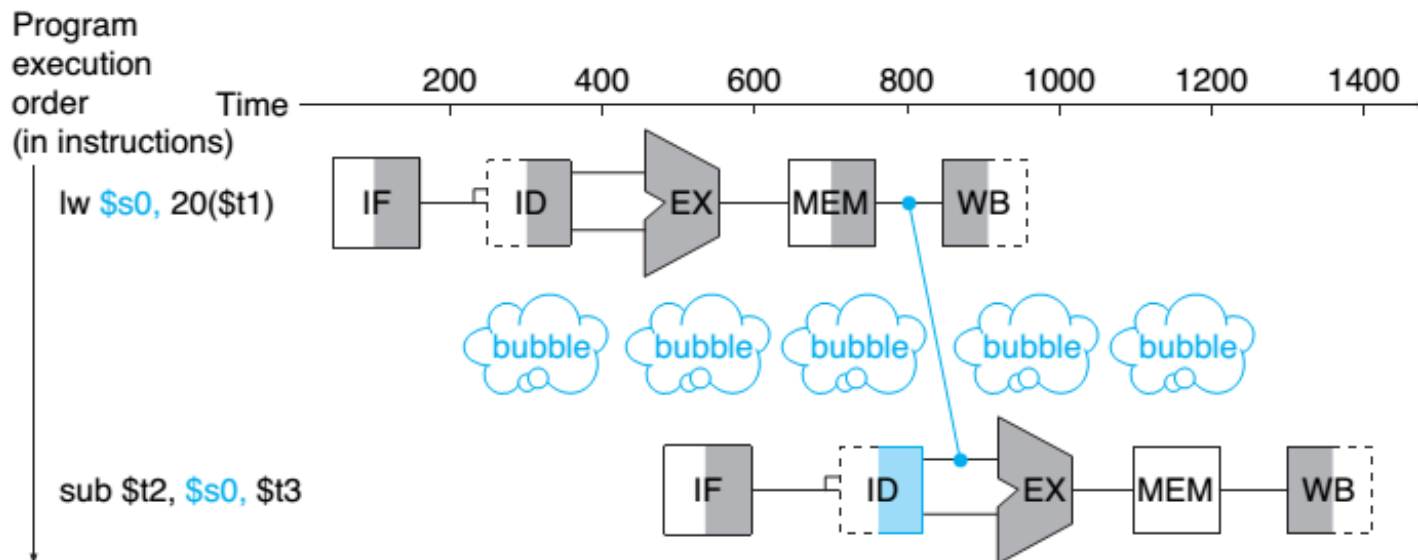 Program
execution
order
(in instructions)
Time
200 400 600 800 1000 1200 1400
lw $s0, 20($t1)
IF ID EX MEM WB
bubble bubble bubble bubble bubble
sub $t2, $s0, $t3
IF ID EX MEM WB